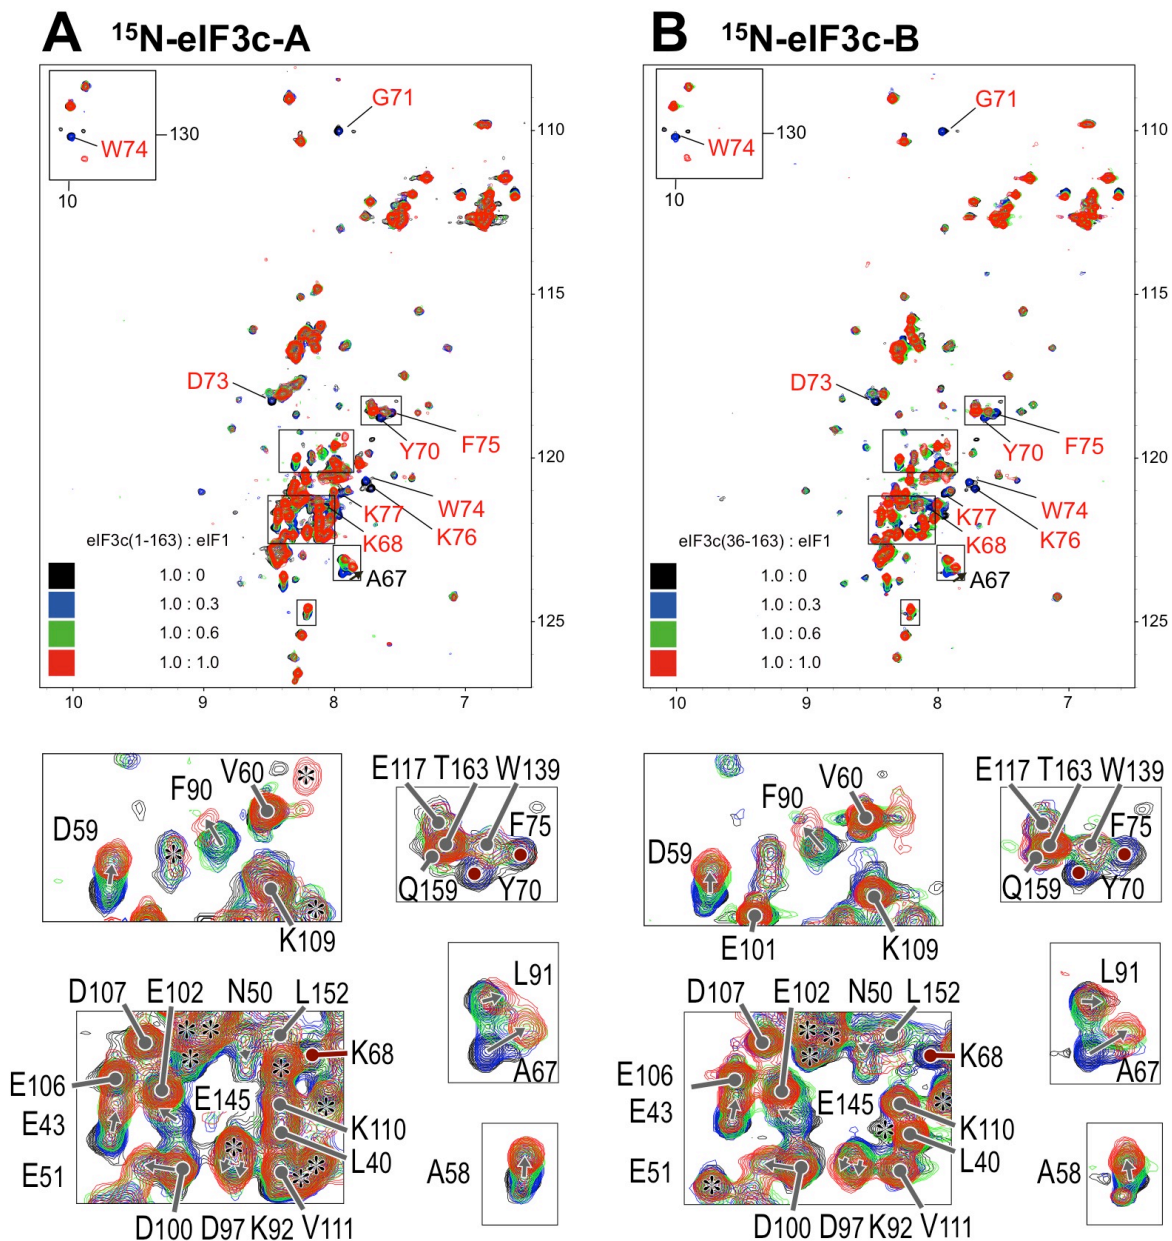 A 15N-eIF3c-A
G71
W74
130
10
110
115
D73
Y70
F75
120
W74
K77
K76
K68
eIF3c(1-163) : eIF1
A67
1.0 : 0
1.0 : 0.3
1.0 : 0.6
1.0 : 1.0
125
10 9 8 7
B 15N-eIF3c-B
G71
W74
130
10
110
115
D73
Y70
F75
120
W74
K77
K76
K68
eIF3c(36-163) : eIF1
A67
1.0 : 0
1.0 : 0.3
1.0 : 0.6
1.0 : 1.0
125
10 9 8 7
V60
F90
D59
*
*
*
K109
E117 T163 W139
F75
Q159 Y70
D107 E102 N50 L152
K68
E106
E145
E43
K110
L40
E51
D100 D97 K92 V111
* * * * * * * *
L91
A67
A58
V60
F90
D59
E101 K109
E117 T163 W139
F75
Q159 Y70
D107 E102 N50 L152
K68
E106
E145
E43
K110
L40
E51
D100 D97 K92 V111
* * * * * *
L91
A67
A58